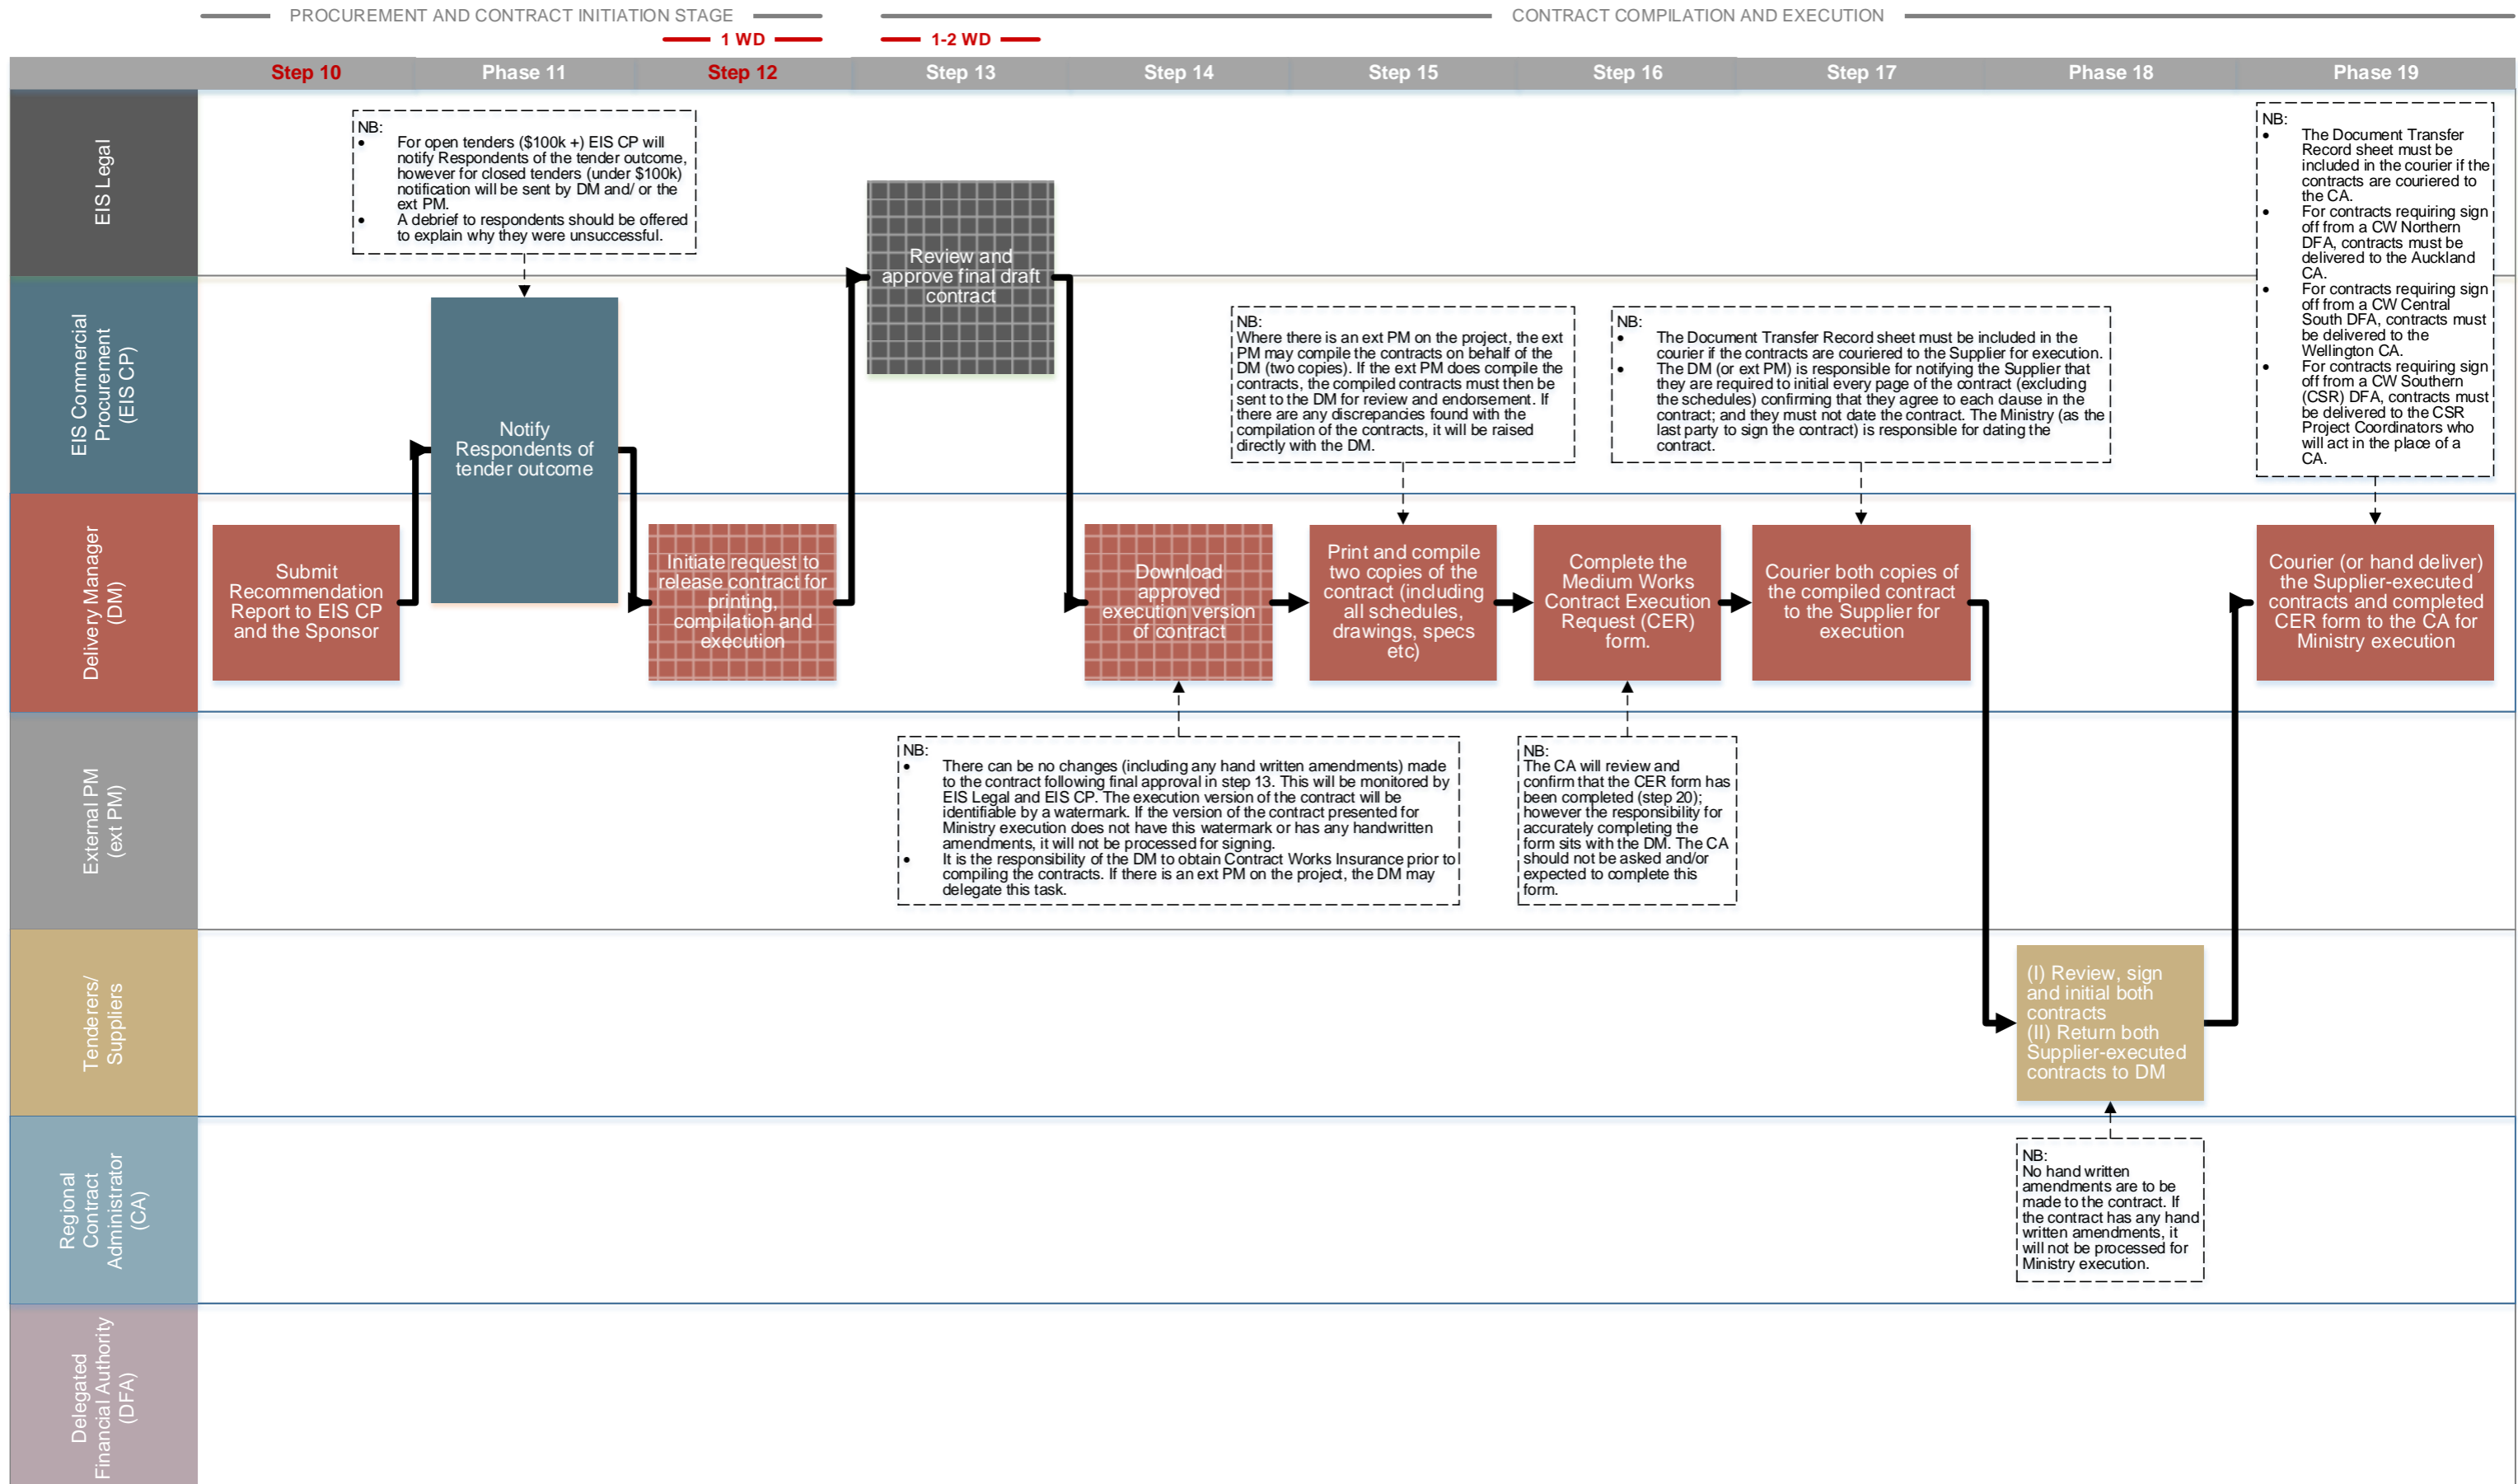 PROCUREMENT AND CONTRACT INITIATION STAGE
CONTRACT COMPILATION AND EXECUTION
1 WD
1-2 WD
Step 10
Phase 11
Step 12
Step 13
Step 14
Step 15
Step 16
Step 17
Phase 18
Phase 19
EIS Legal
NB:
• For open tenders ($100k +) EIS CP will
notify Respondents of the tender outcome,
however for closed tenders (under $100k)
notification will be sent by DM and/ or the
ext PM.
• A debrief to respondents should be offered
to explain why they were unsuccessful.
Review and
approve final draft
contract
NB:
• The Document Transfer
Record sheet must be
included in the courier if the
contracts are couriered to
the CA.
• For contracts requiring sign
off from a CW Northern
DFA, contracts must be
delivered to the Auckland
CA.
• For contracts requiring sign
off from a CW Central
South DFA, contracts must
be delivered to the
Wellington CA.
• For contracts requiring sign
off from a CW Southern
(CSR) DFA, contracts must
be delivered to the CSR
Project Coordinators who
will act in the place of a
CA.
EIS Commercial
Procurement
(EIS CP)
Notify
Respondents of
tender outcome
NB:
Where there is an ext PM on the project, the ext
PM may compile the contracts on behalf of the
DM (two copies). If the ext PM does compile the
contracts, the compiled contracts must then be
sent to the DM for review and endorsement. If
there are any discrepancies found with the
compilation of the contracts, it will be raised
directly with the DM.
NB:
• The Document Transfer Record sheet must be included in the
courier if the contracts are couriered to the Supplier for execution.
• The DM (or ext PM) is responsible for notifying the Supplier that
they are required to initial every page of the contract (excluding
the schedules) confirming that they agree to each clause in the
contract; and they must not date the contract. The Ministry (as the
last party to sign the contract) is responsible for dating the
contract.
Delivery Manager
(DM)
Submit
Recommendation
Report to EIS CP
and the Sponsor
Initiate request to
release contract for
printing,
compilation and
execution
Download
approved
execution version
of contract
Print and compile
two copies of the
contract (including
all schedules,
drawings, specs
etc)
Complete the
Medium Works
Contract Execution
Request (CER)
form.
Courier both copies of
the compiled contract
to the Supplier for
execution
Courier (or hand deliver)
the Supplier-executed
contracts and completed
CER form to the CA for
Ministry execution
External PM
(ext PM)
NB:
• There can be no changes (including any hand written amendments) made
to the contract following final approval in step 13. This will be monitored by
EIS Legal and EIS CP. The execution version of the contract will be
identifiable by a watermark. If the version of the contract presented for
Ministry execution does not have this watermark or has any handwritten
amendments, it will not be processed for signing.
• It is the responsibility of the DM to obtain Contract Works Insurance prior to
compiling the contracts. If there is an ext PM on the project, the DM may
delegate this task.
NB:
The CA will review and
confirm that the CER form has
been completed (step 20);
however the responsibility for
accurately completing the
form sits with the DM. The CA
should not be asked and/or
expected to complete this
form.
Tenderers/
Suppliers
(I) Review, sign
and initial both
contracts
(II) Return both
Supplier-executed
contracts to DM
Regional
Contract
Administrator
(CA)
NB:
No hand written
amendments are to be
made to the contract. If
the contract has any hand
written amendments, it
will not be processed for
Ministry execution.
Delegated
Financial Authority
(DFA)